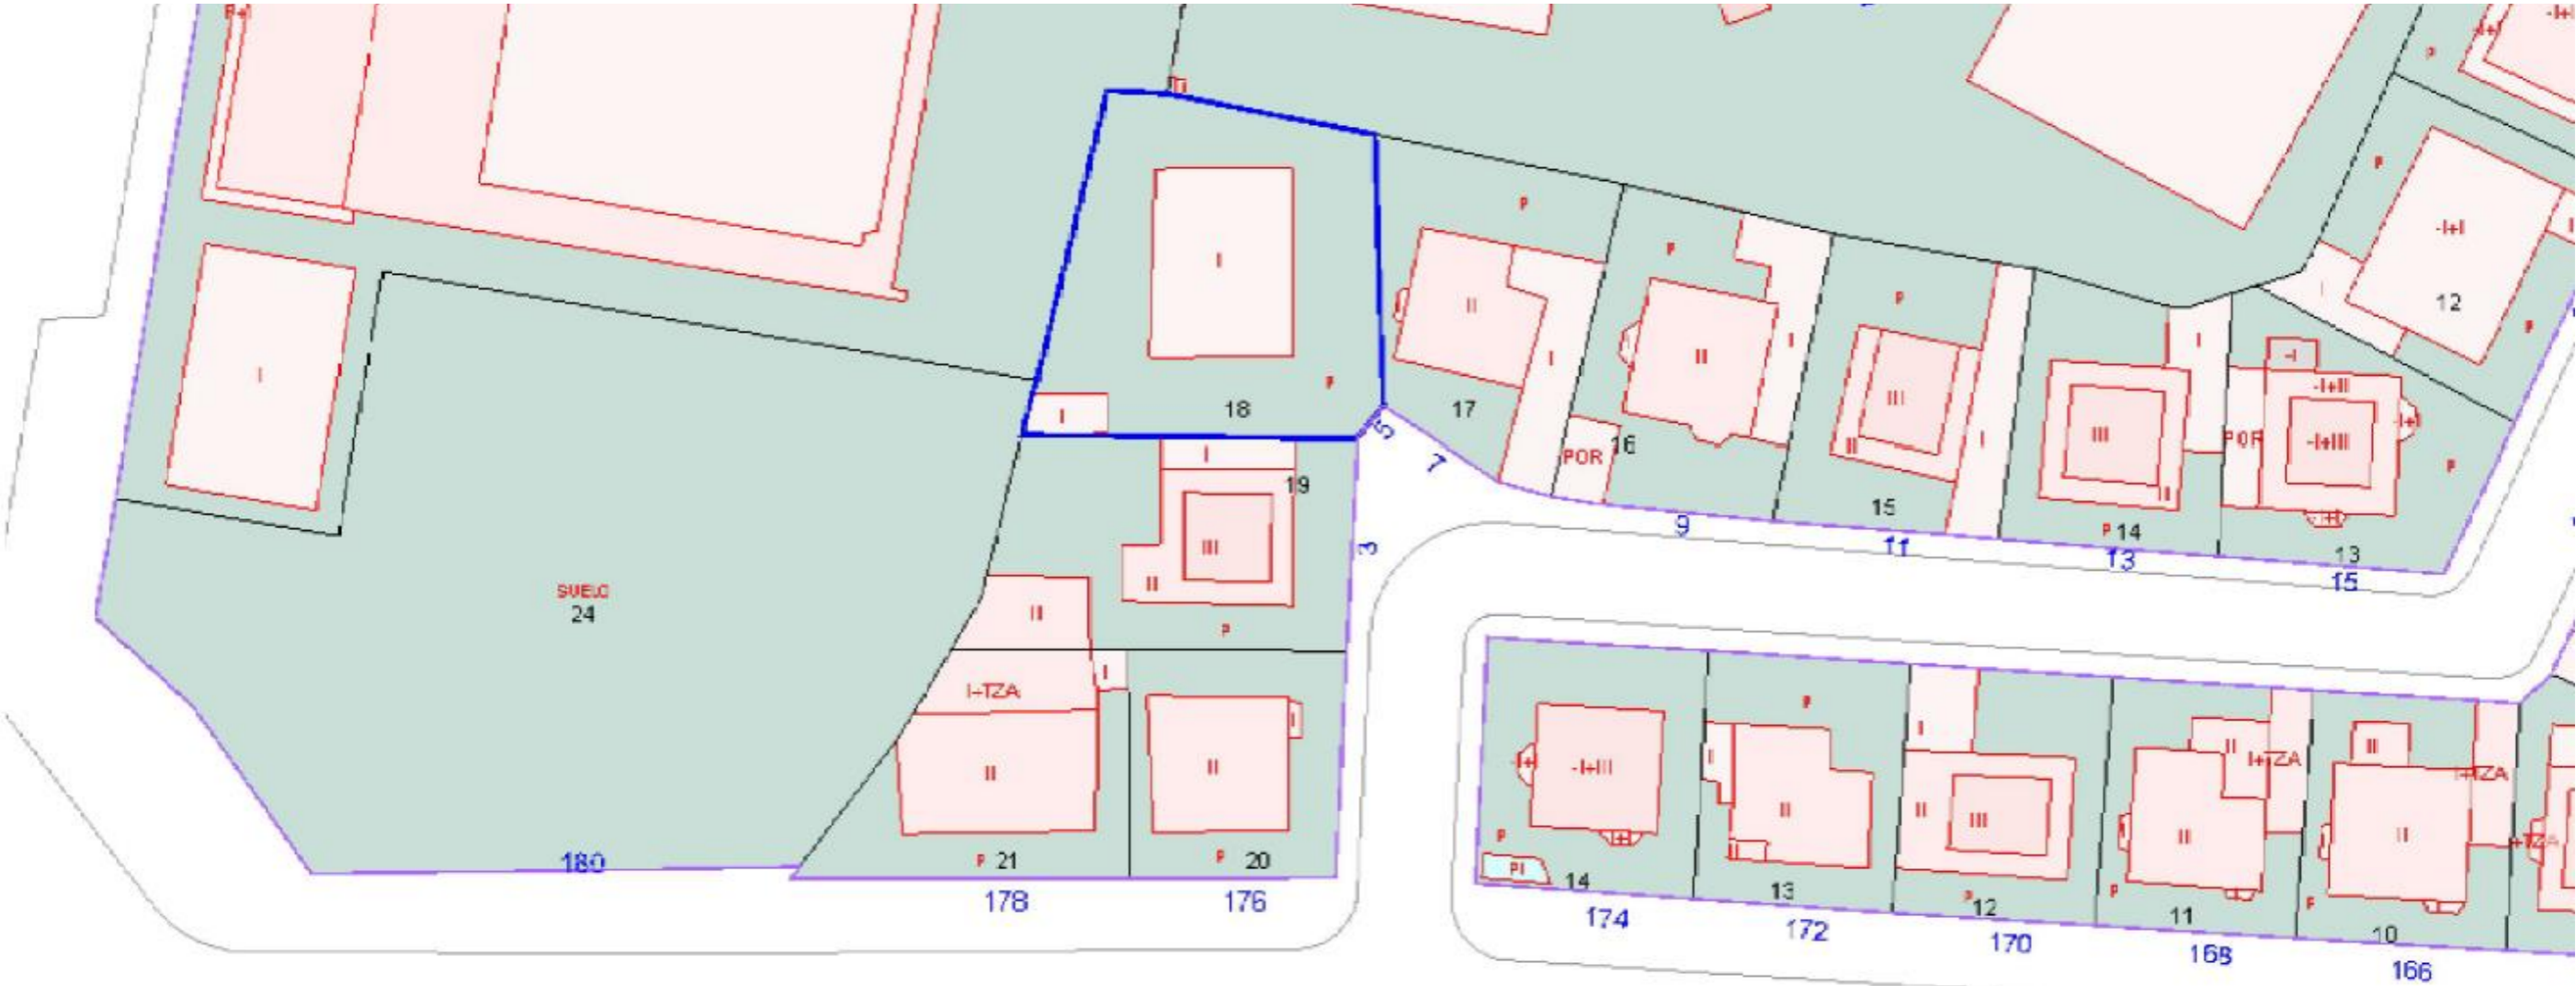 P
P
P
-I+I
12
P
I
18
P
I
P
II
I
17
P
II
I
POR
16
P
III
II
I
15
I
III
II
P 14
-I
-I+II
POR
-I+III
P
13
I
SUELO
24
I
19
III
II
P
III
I+TZA
I
II
P 21
II
I
P 20
5
7
3
9
11
13
15
-I+III
P
PI
14
P
I
II
13
I
II
III
P
12
II
I+TZA
II
P
11
II
I+TZA
II
P
10
180
178
176
174
172
170
168
166